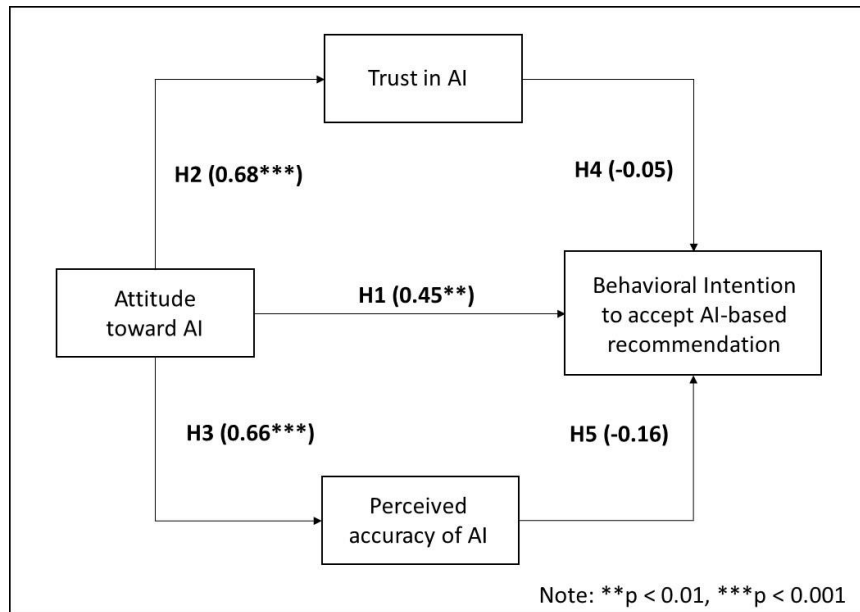 Trust in AI
H2 (0.68***)
H4 (-0.05)
Attitude
toward AI
H1 (0.45**)
Behavioral Intention
to accept AI-based
recommendation
H3 (0.66***)
H5 (-0.16)
Perceived
accuracy of AI
Note: **p < 0.01, ***p < 0.001